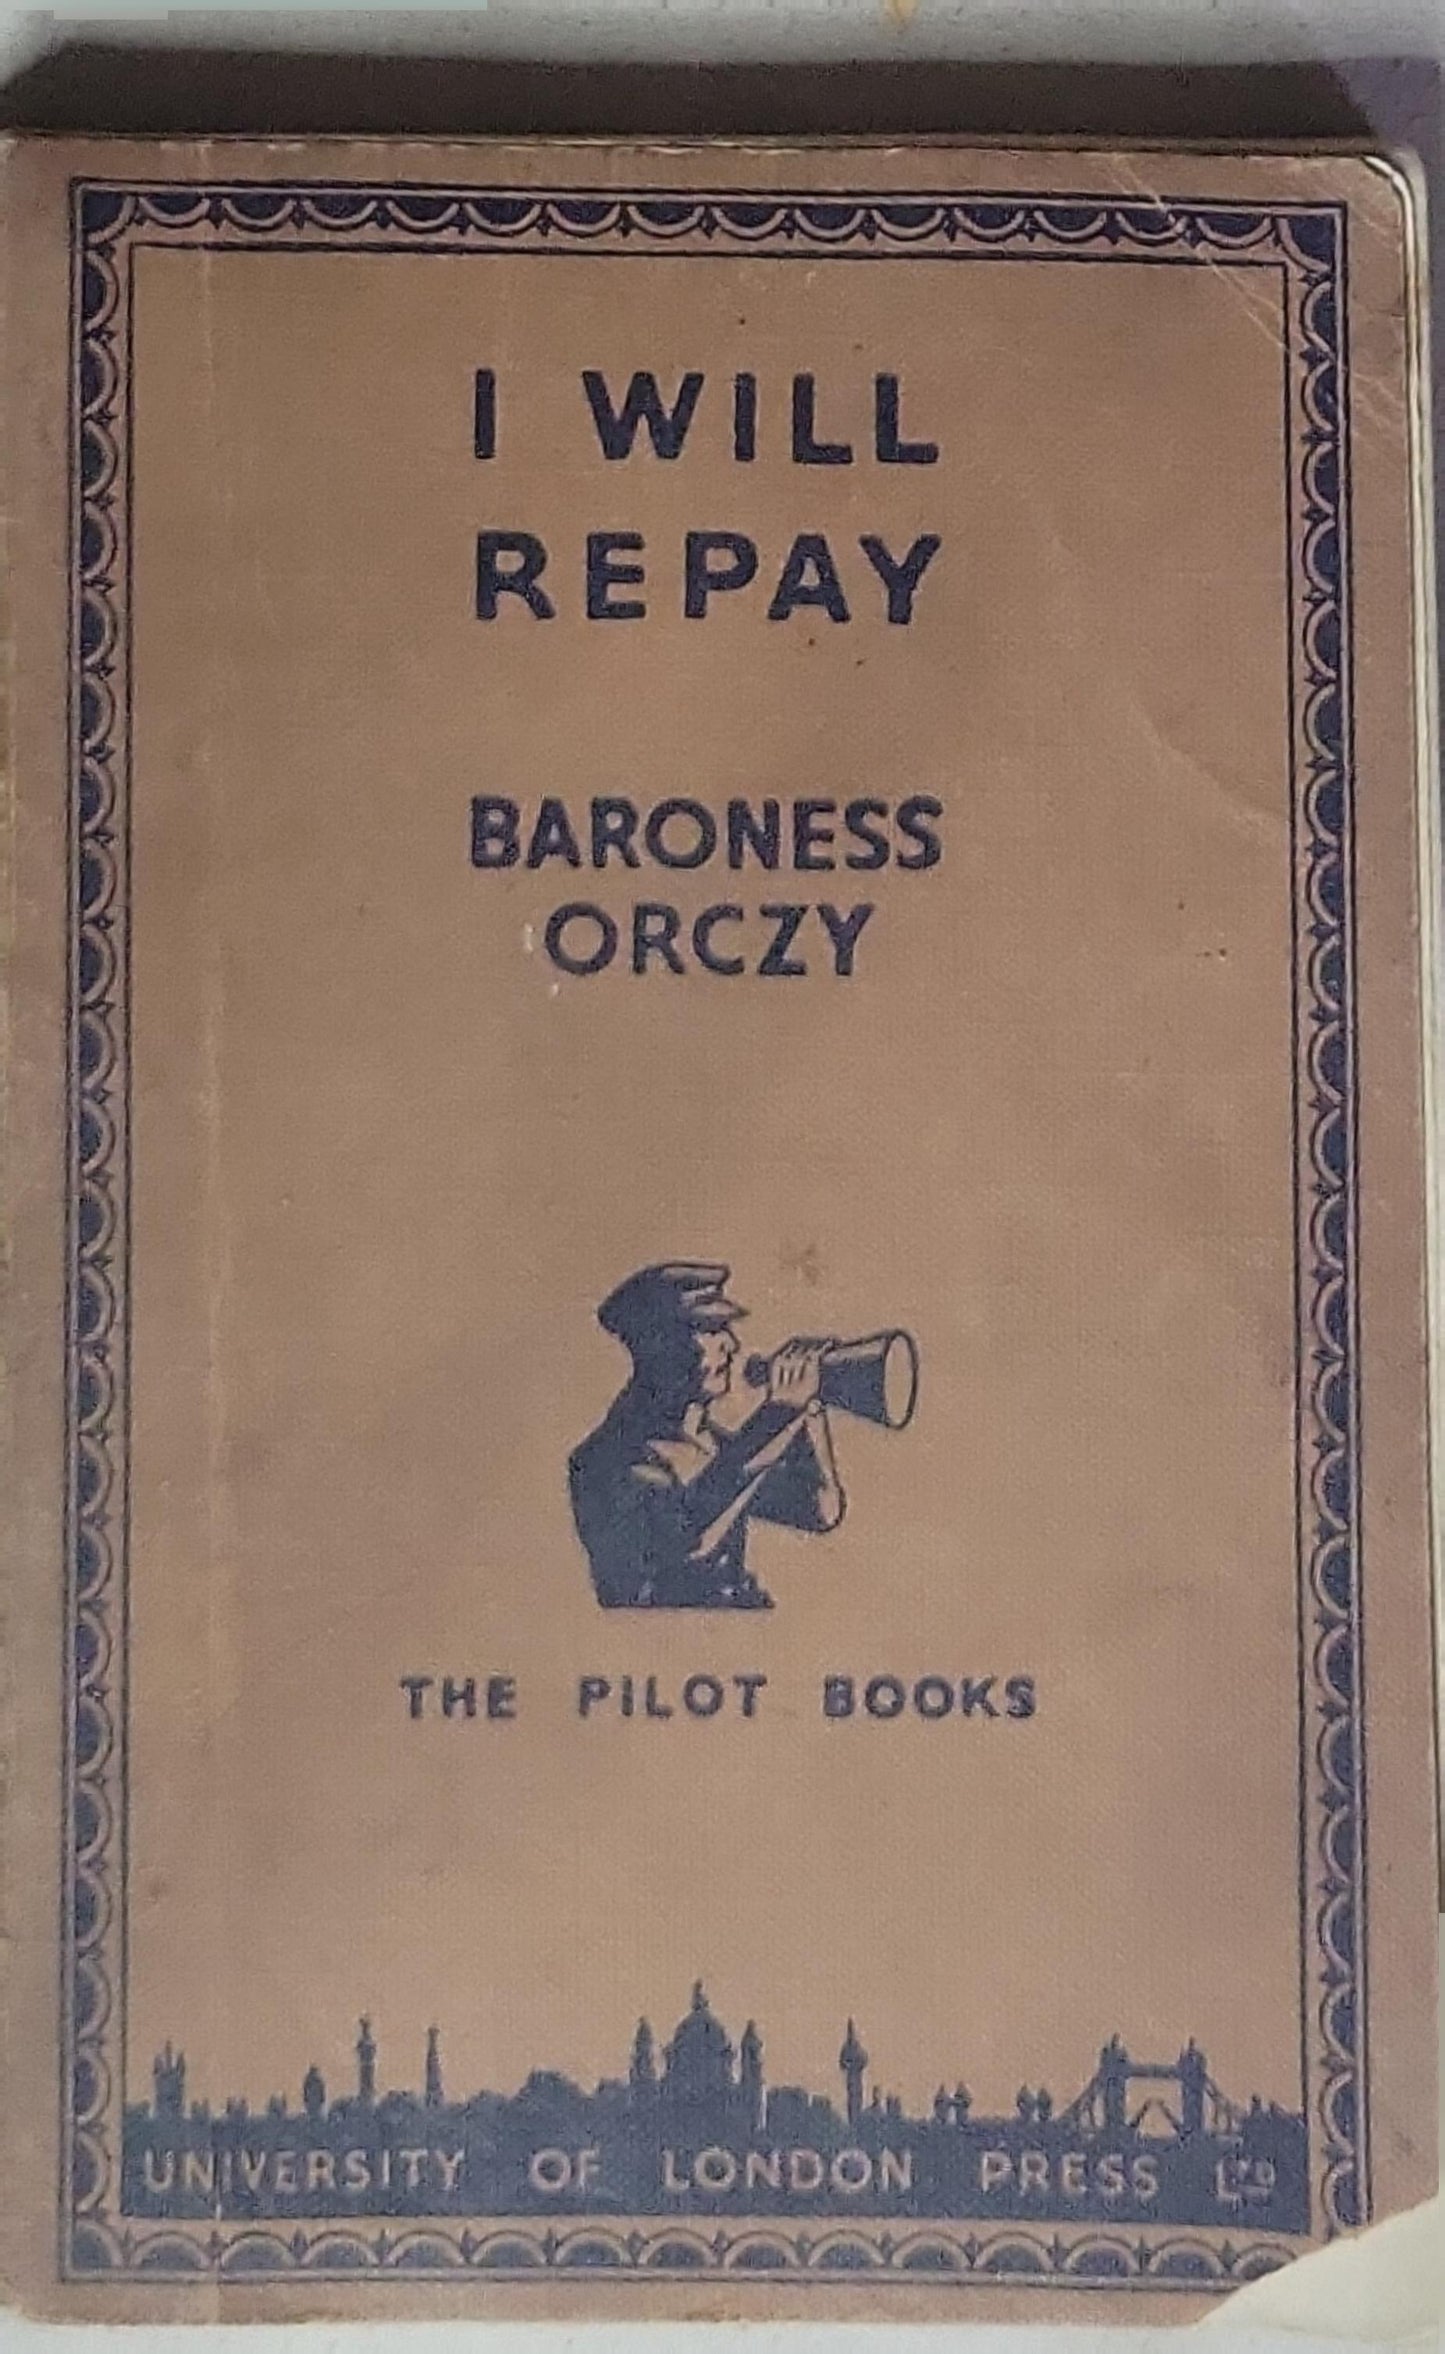 I WILL
REPAY
BARONESS
ORCZY
THE PILOT BOOKS
UNIVERSITY OF LONDON PRESS LTD